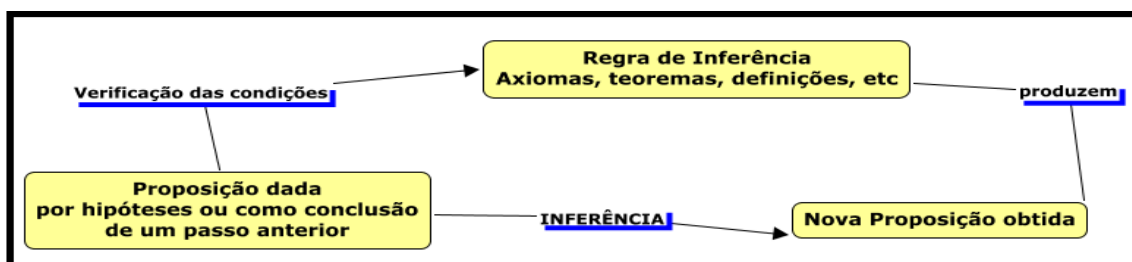 Regra de Inferência
Axiomas, teoremas, definições, etc
Verificação das condições
produzem
Proposição dada
por hipóteses ou como conclusão
de um passo anterior
INFERÊNCIA
Nova Proposição obtida